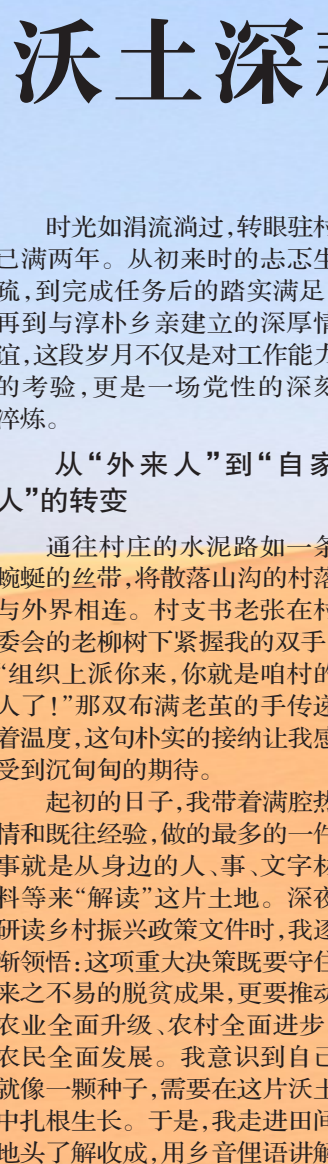 沃土深
时光如涓流淌过,转眼驻村
已满两年。从初来时的忐忑生
疏,到完成任务后的踏实满足,
再到与淳朴乡亲建立的深厚情
谊,这段岁月不仅是对工作能力
的考验,更是一场党性的深刻
淬炼。
从“外来人”到“自家
人”的转变
通往村庄的水泥路如一条
蜿蜒的丝带,将散落山沟的村落
与外界相连。村支书老张在村
委会的老柳树下紧握我的双手:
“组织上派你来,你就是咱村的
人了!”那双布满老茧的手传递
着温度,这句朴实的接纳让我感
受到沉甸甸的期待。
起初的日子,我带着满腔热
情和既往经验,做的最多的一件
事就是从身边的人、事、文字材
料等来“解读”这片土地。深夜
研读乡村振兴政策文件时,我逐
渐领悟:这项重大决策既要守住
来之不易的脱贫成果,更要推动
农业全面升级、农村全面进步、
农民全面发展。我意识到自己
就像一颗种子,需要在这片沃土
中扎根生长。于是,我走进田间
地头了解收成,用乡音俚语讲解